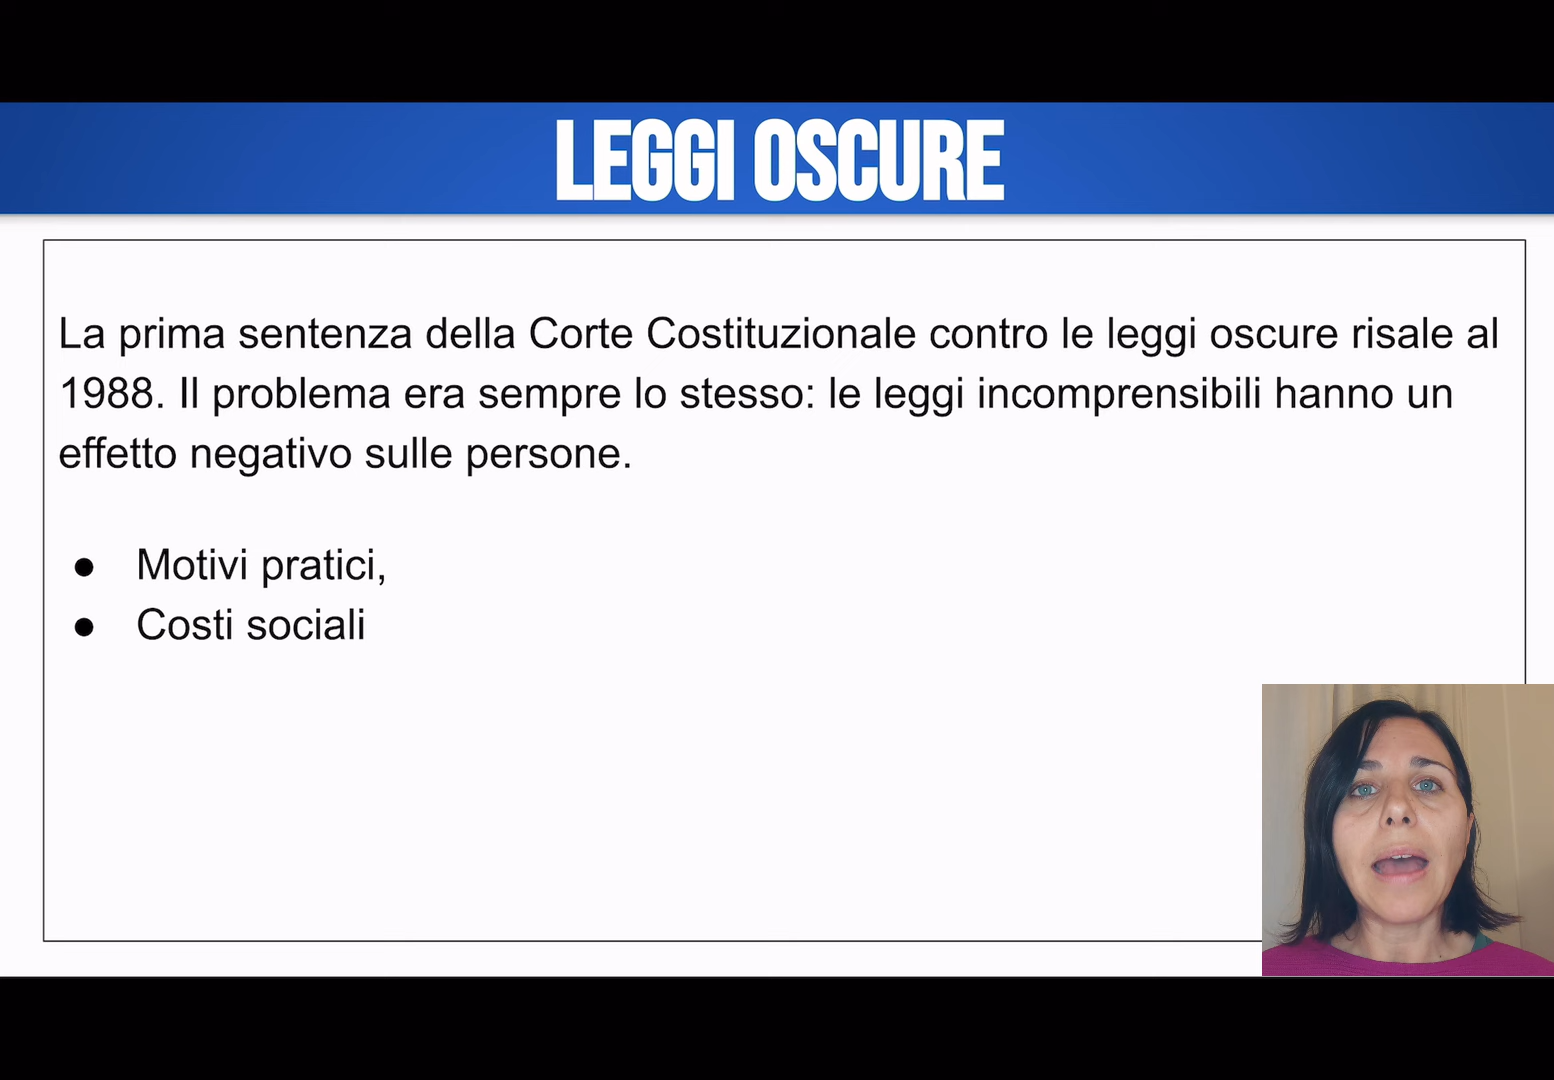 LEGGI OSCURE
La prima sentenza della Corte Costituzionale contro le leggi oscure risale al
1988. Il problema era sempre lo stesso: le leggi incomprensibili hanno un
effetto negativo sulle persone.
● Motivi pratici,
● Costi sociali